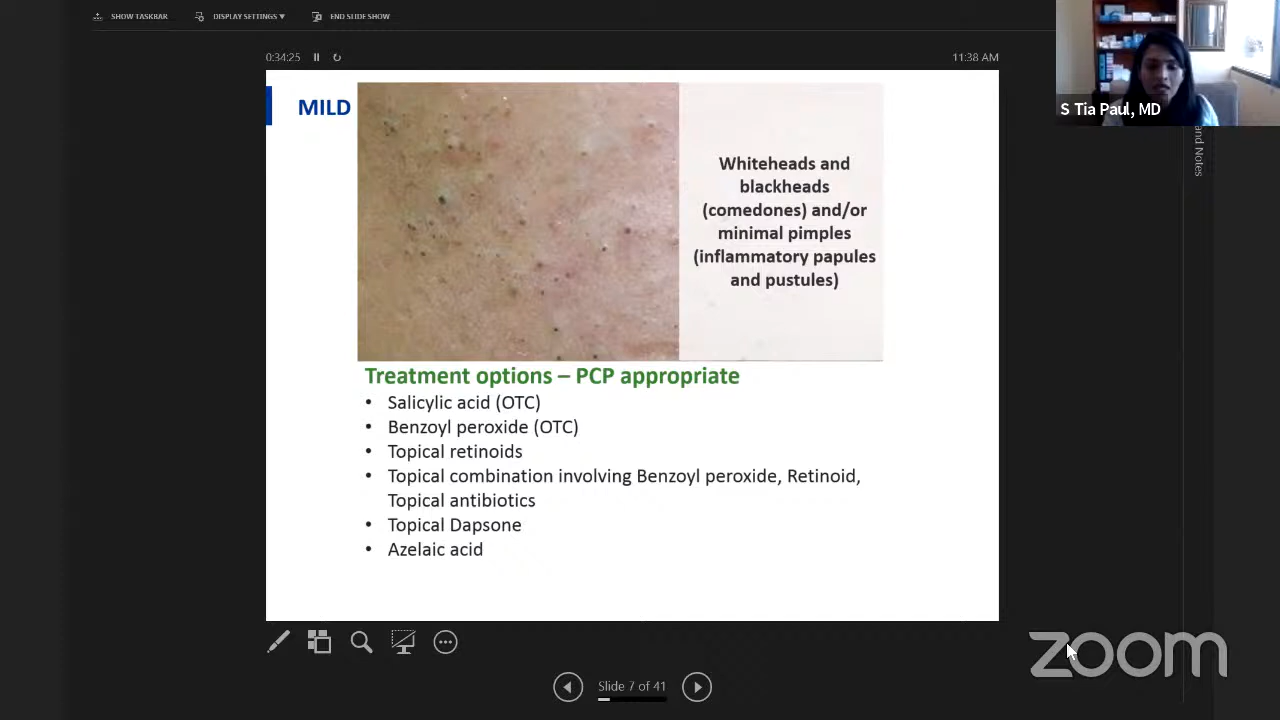 SHOW TASKBAR
DISPLAY SETTINGS ▾
END SLIDE SHOW
0:34:25
11:38 AM
S Tia Paul, MD
and Notes
MILD
Whiteheads and
blackheads
(comedones) and/or
minimal pimples
(inflammatory papules
and pustules)
Treatment options – PCP appropriate
• Salicylic acid (OTC)
• Benzoyl peroxide (OTC)
• Topical retinoids
• Topical combination involving Benzoyl peroxide, Retinoid,
Topical antibiotics
• Topical Dapsone
• Azelaic acid
zoom
Slide 7 of 41